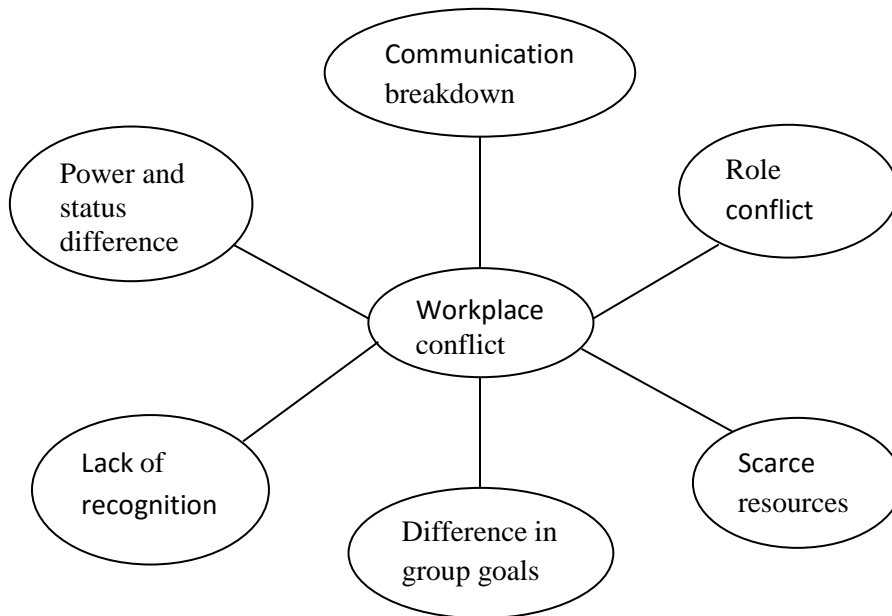 Communication
breakdown
Power and
status
difference
Role
conflict
Workplace
conflict
Lack of
recognition
Scarce
resources
Difference in
group goals